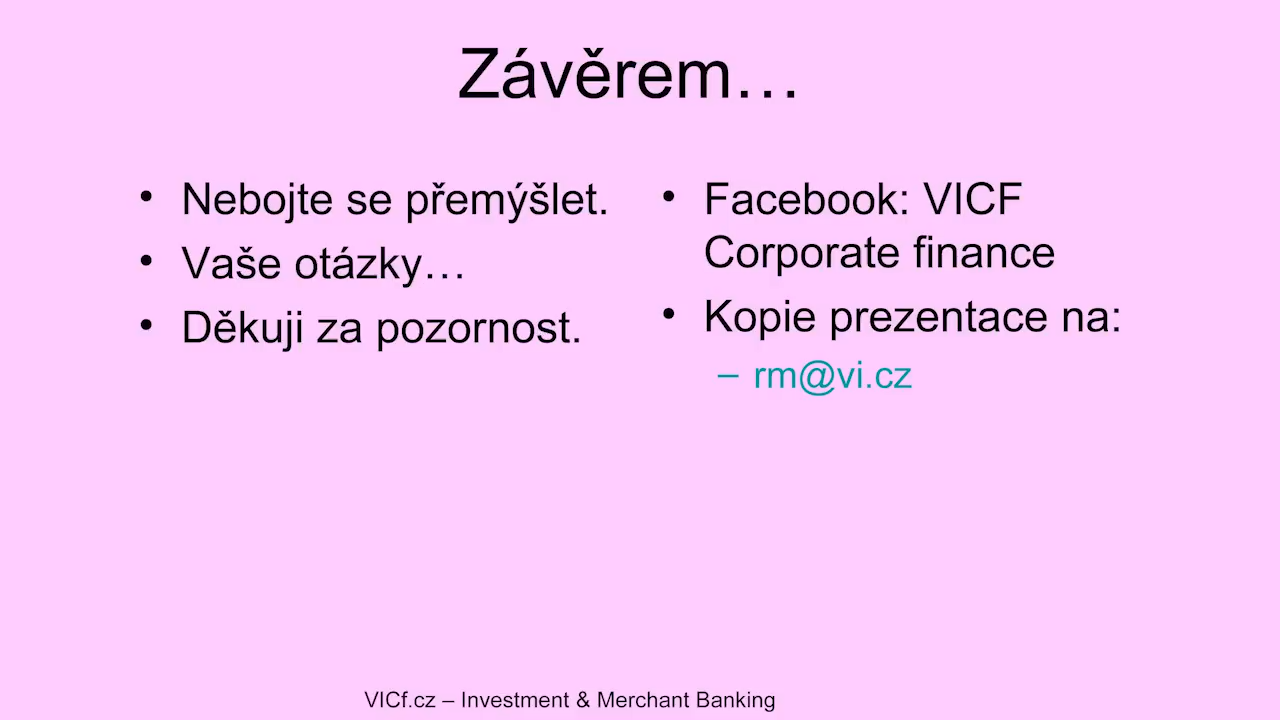 Závěrem…
• Nebojte se přemýšlet.
• Vaše otázky…
• Děkuji za pozornost.
• Facebook: VICF
Corporate finance
• Kopie prezentace na:
– rm@vi.cz
VICf.cz – Investment & Merchant Banking